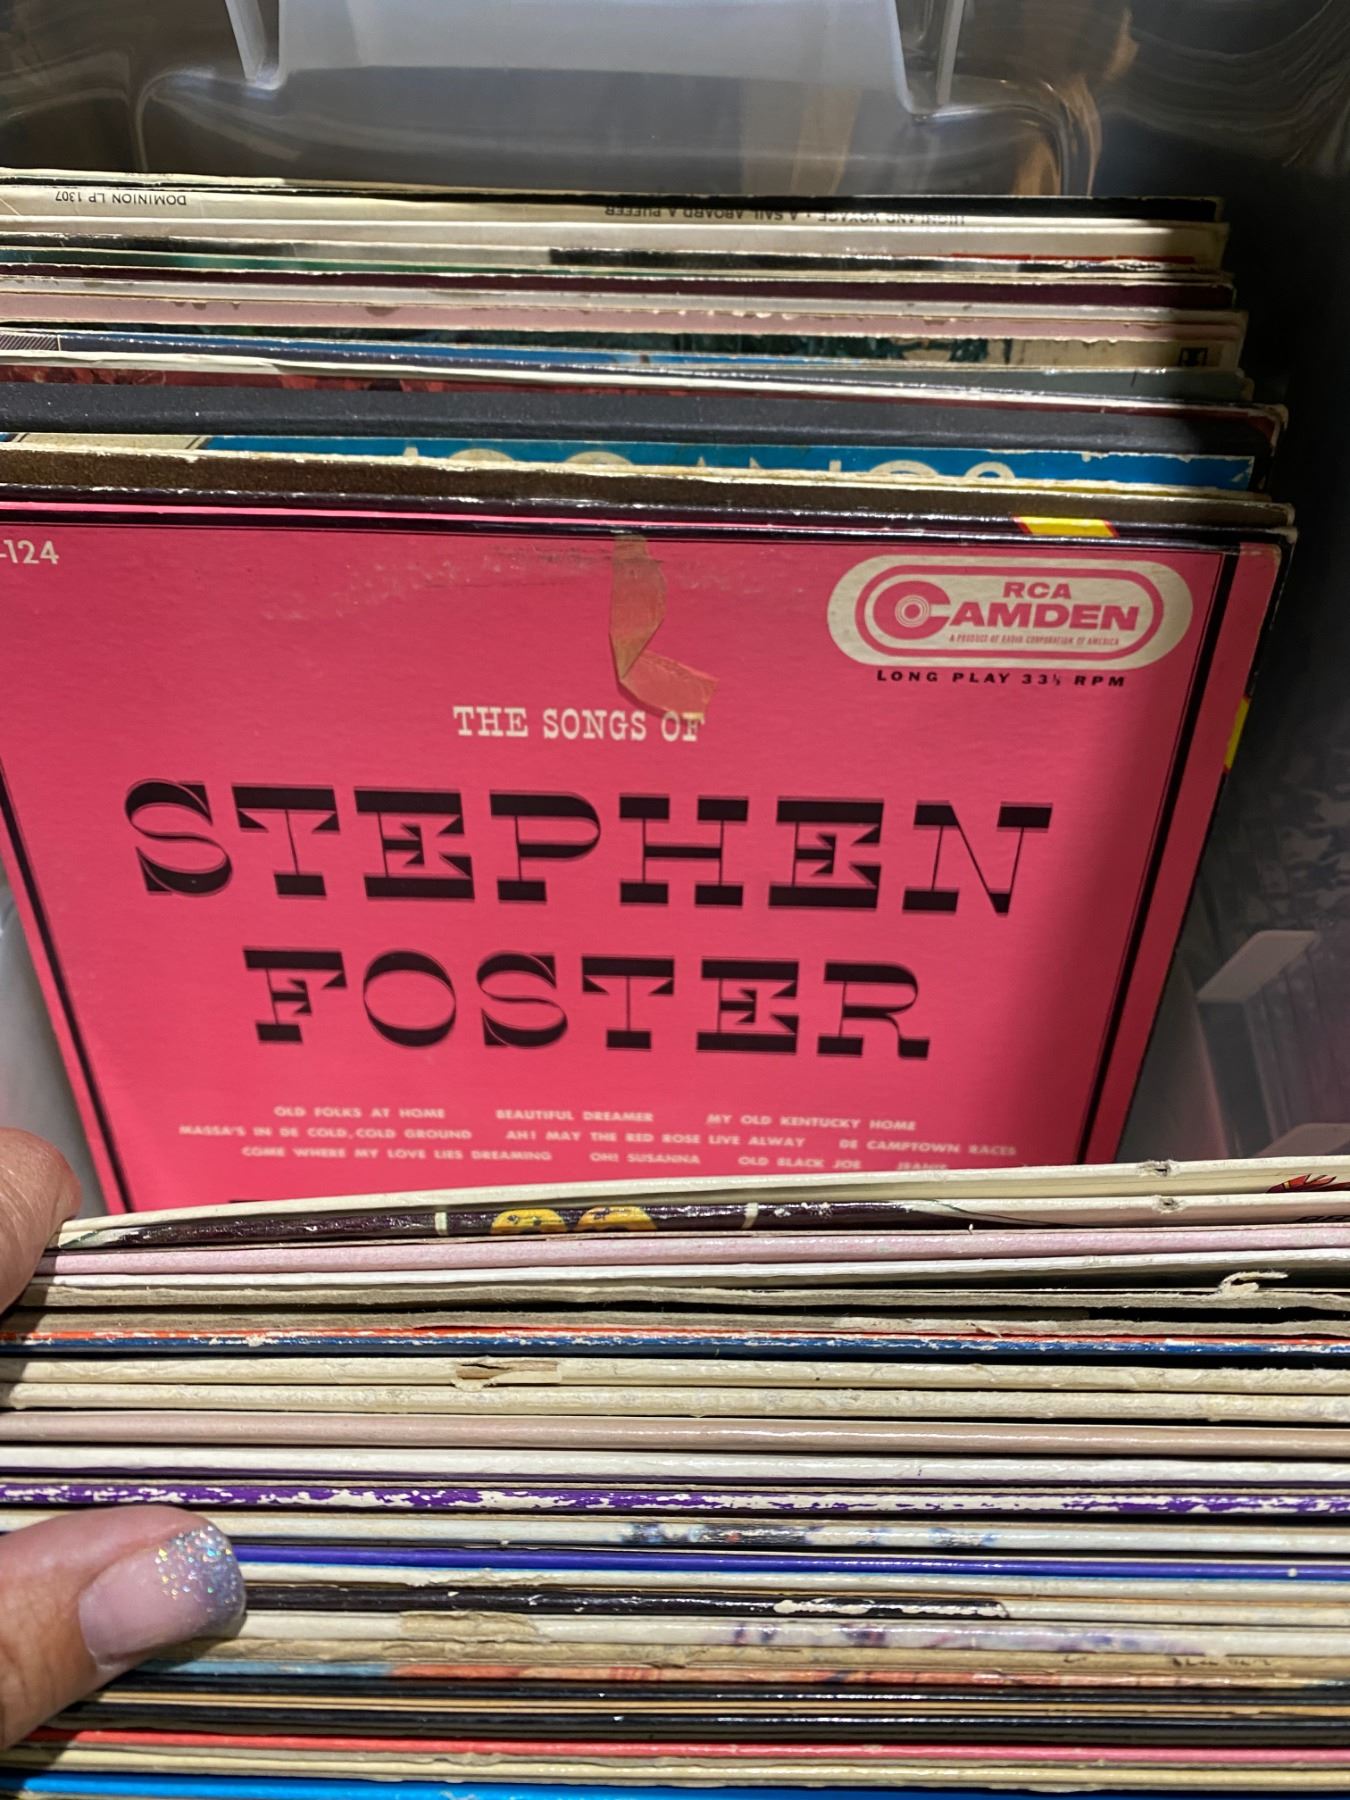 DOMINION LP 1307
HIGHLAND VOYAGE • A SAIL ABOARD A PUFFER
-124
RCA
CAMDEN
A PRODUCT OF RADIO CORPORATION OF AMERICA
LONG PLAY 33⅓ RPM
THE SONGS OF
STEPHEN
FOSTER
OLD FOLKS AT HOME BEAUTIFUL DREAMER MY OLD KENTUCKY HOME
MASSA'S IN DE COLD, COLD GROUND AH! MAY THE RED ROSE LIVE ALWAY DE CAMPTOWN RACES
COME WHERE MY LOVE LIES DREAMING OH! SUSANNA OLD BLACK JOE JEANIE